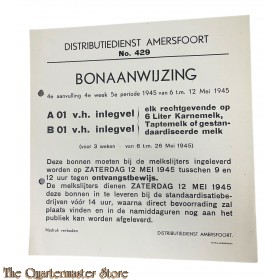 DISTRIBUTIEDIENST AMERSFOORT
No. 429
BONAANWIJZING
4e aanvulling 4e week 5e periode 1945 van 6 t.m. 12 Mei 1945
A 01 v.h. inlegvel
B 01 v.h. inlegvel
elk rechtgevende op
6 Liter Karnemelk,
Taptemelk of gestan-
daardiseerde melk
(voor 3 weken van 6 t.m. 26 Mei 1945)
Deze bonnen moeten bij de melkslijters ingeleverd
worden op ZATERDAG 12 MEI 1945 tusschen 9
en 12 uur tegen ontvangstbewijs.
De melkslijters dienen ZATERDAG 12 MEI 1945
deze bonnen in te leveren bij de standaardisatiebe-
drijven vóór 14 uur, waarna direct bevoorrading zal
plaats vinden en in de namiddaguren nog aan het
publiek kan worden verkocht.
Nadruk verboden
DISTRIBUTIEDIENST AMERSFOORT.
The Quartermaster Store